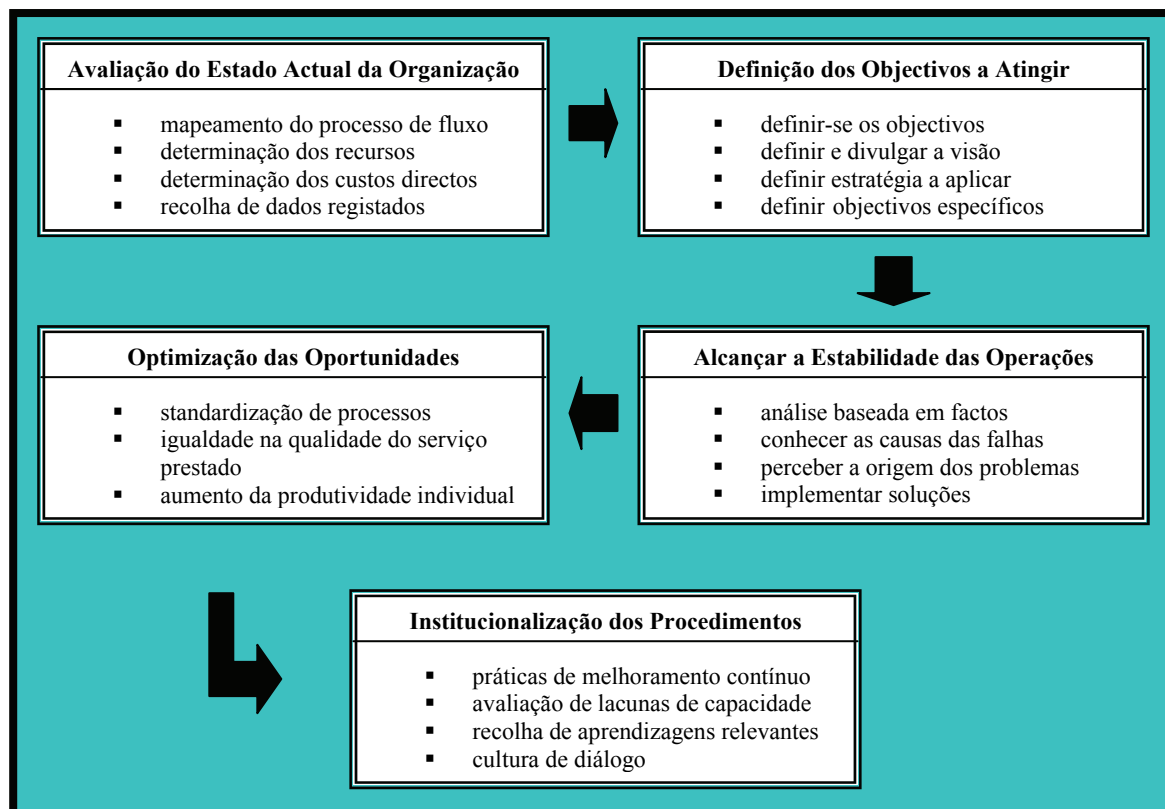 Avaliação do Estado Actual da Organização
▪ mapeamento do processo de fluxo
▪ determinação dos recursos
▪ determinação dos custos directos
▪ recolha de dados registados
Definição dos Objectivos a Atingir
▪ definir-se os objectivos
▪ definir e divulgar a visão
▪ definir estratégia a aplicar
▪ definir objectivos específicos
Alcançar a Estabilidade das Operações
▪ análise baseada em factos
▪ conhecer as causas das falhas
▪ perceber a origem dos problemas
▪ implementar soluções
Optimização das Oportunidades
▪ standardização de processos
▪ igualdade na qualidade do serviço
prestado
▪ aumento da produtividade individual
Institucionalização dos Procedimentos
▪ práticas de melhoramento contínuo
▪ avaliação de lacunas de capacidade
▪ recolha de aprendizagens relevantes
▪ cultura de diálogo